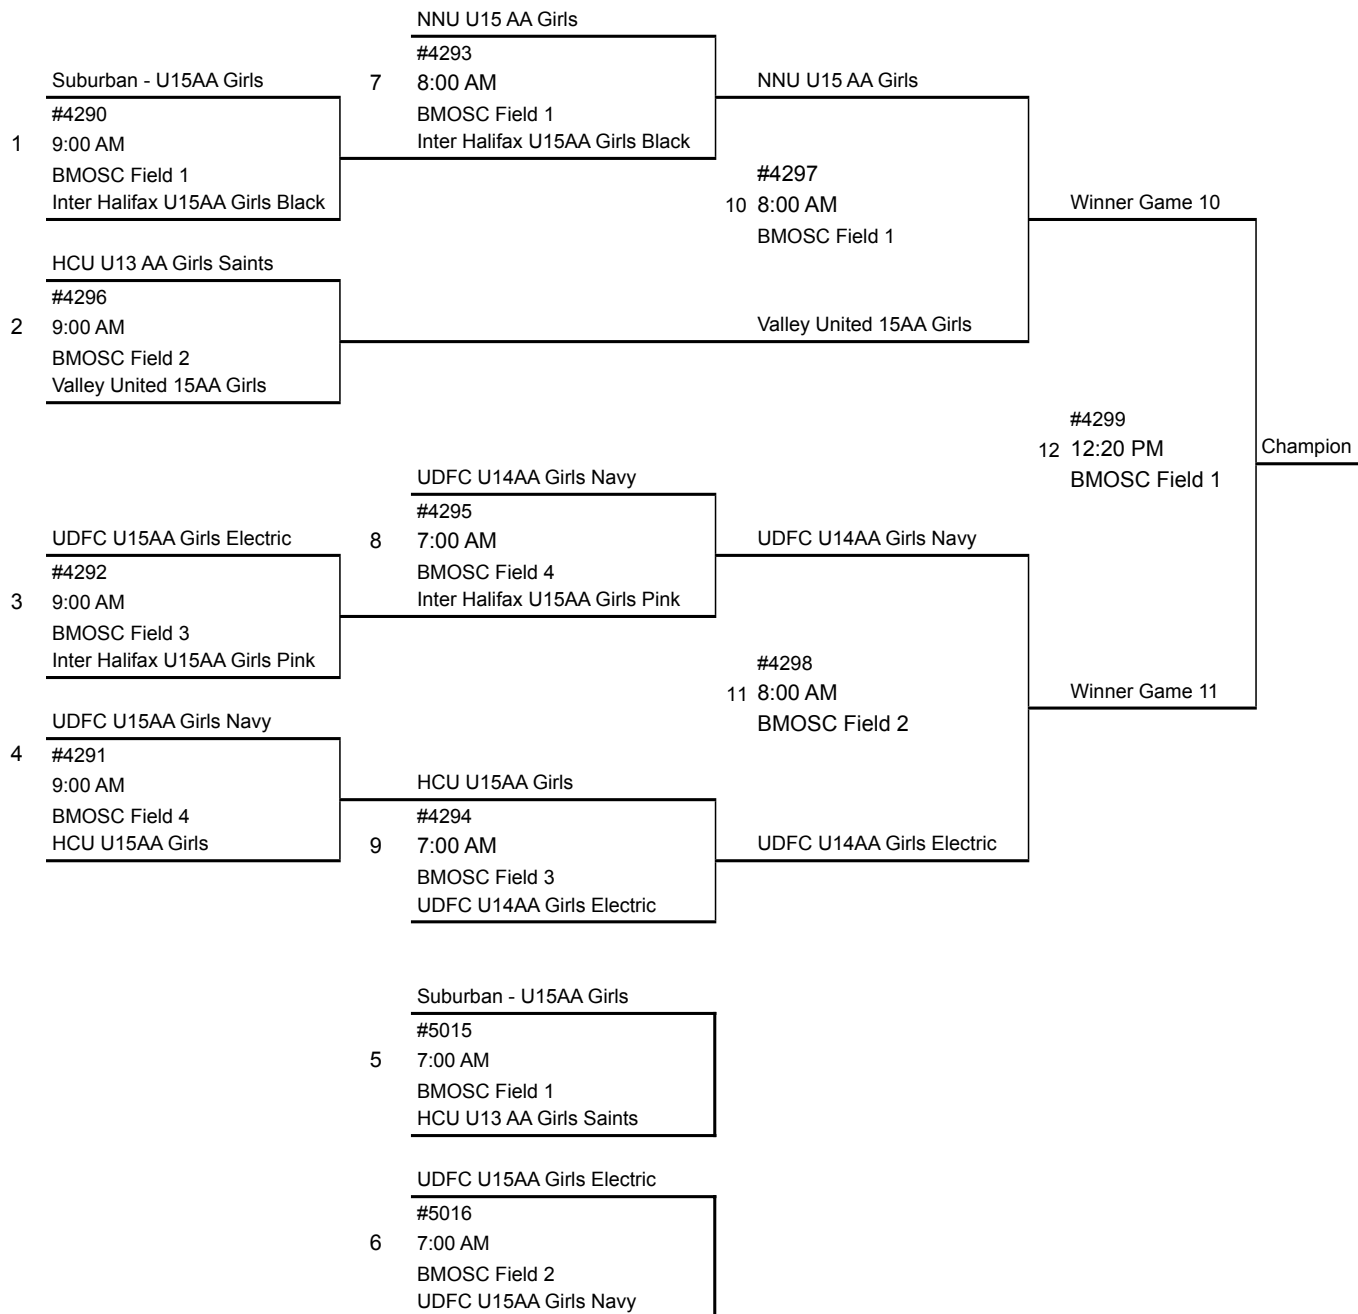 NNU U15 AA Girls
#4293
7 8:00 AM
BMOSC Field 1
Inter Halifax U15AA Girls Black
Suburban - U15AA Girls
#4290
1 9:00 AM
BMOSC Field 1
Inter Halifax U15AA Girls Black
NNU U15 AA Girls
#4297
10 8:00 AM
BMOSC Field 1
Winner Game 10
HCU U13 AA Girls Saints
#4296
2 9:00 AM
BMOSC Field 2
Valley United 15AA Girls
Valley United 15AA Girls
#4299
12 12:20 PM
BMOSC Field 1
Champion
UDFC U14AA Girls Navy
#4295
8 7:00 AM
BMOSC Field 4
Inter Halifax U15AA Girls Pink
UDFC U15AA Girls Electric
#4292
3 9:00 AM
BMOSC Field 3
Inter Halifax U15AA Girls Pink
UDFC U14AA Girls Navy
#4298
11 8:00 AM
BMOSC Field 2
Winner Game 11
UDFC U15AA Girls Navy
4 #4291
9:00 AM
BMOSC Field 4
HCU U15AA Girls
HCU U15AA Girls
#4294
9 7:00 AM
BMOSC Field 3
UDFC U14AA Girls Electric
UDFC U14AA Girls Electric
Suburban - U15AA Girls
#5015
5 7:00 AM
BMOSC Field 1
HCU U13 AA Girls Saints
UDFC U15AA Girls Electric
#5016
6 7:00 AM
BMOSC Field 2
UDFC U15AA Girls Navy